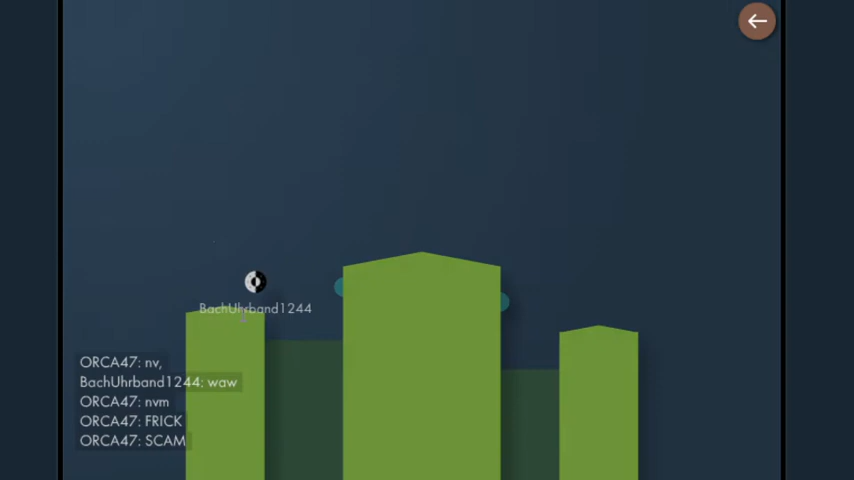 BachUhrband1244
ORCA47: nv,
BachUhrband1244: waw
ORCA47: nvm
ORCA47: FRICK
ORCA47: SCAM